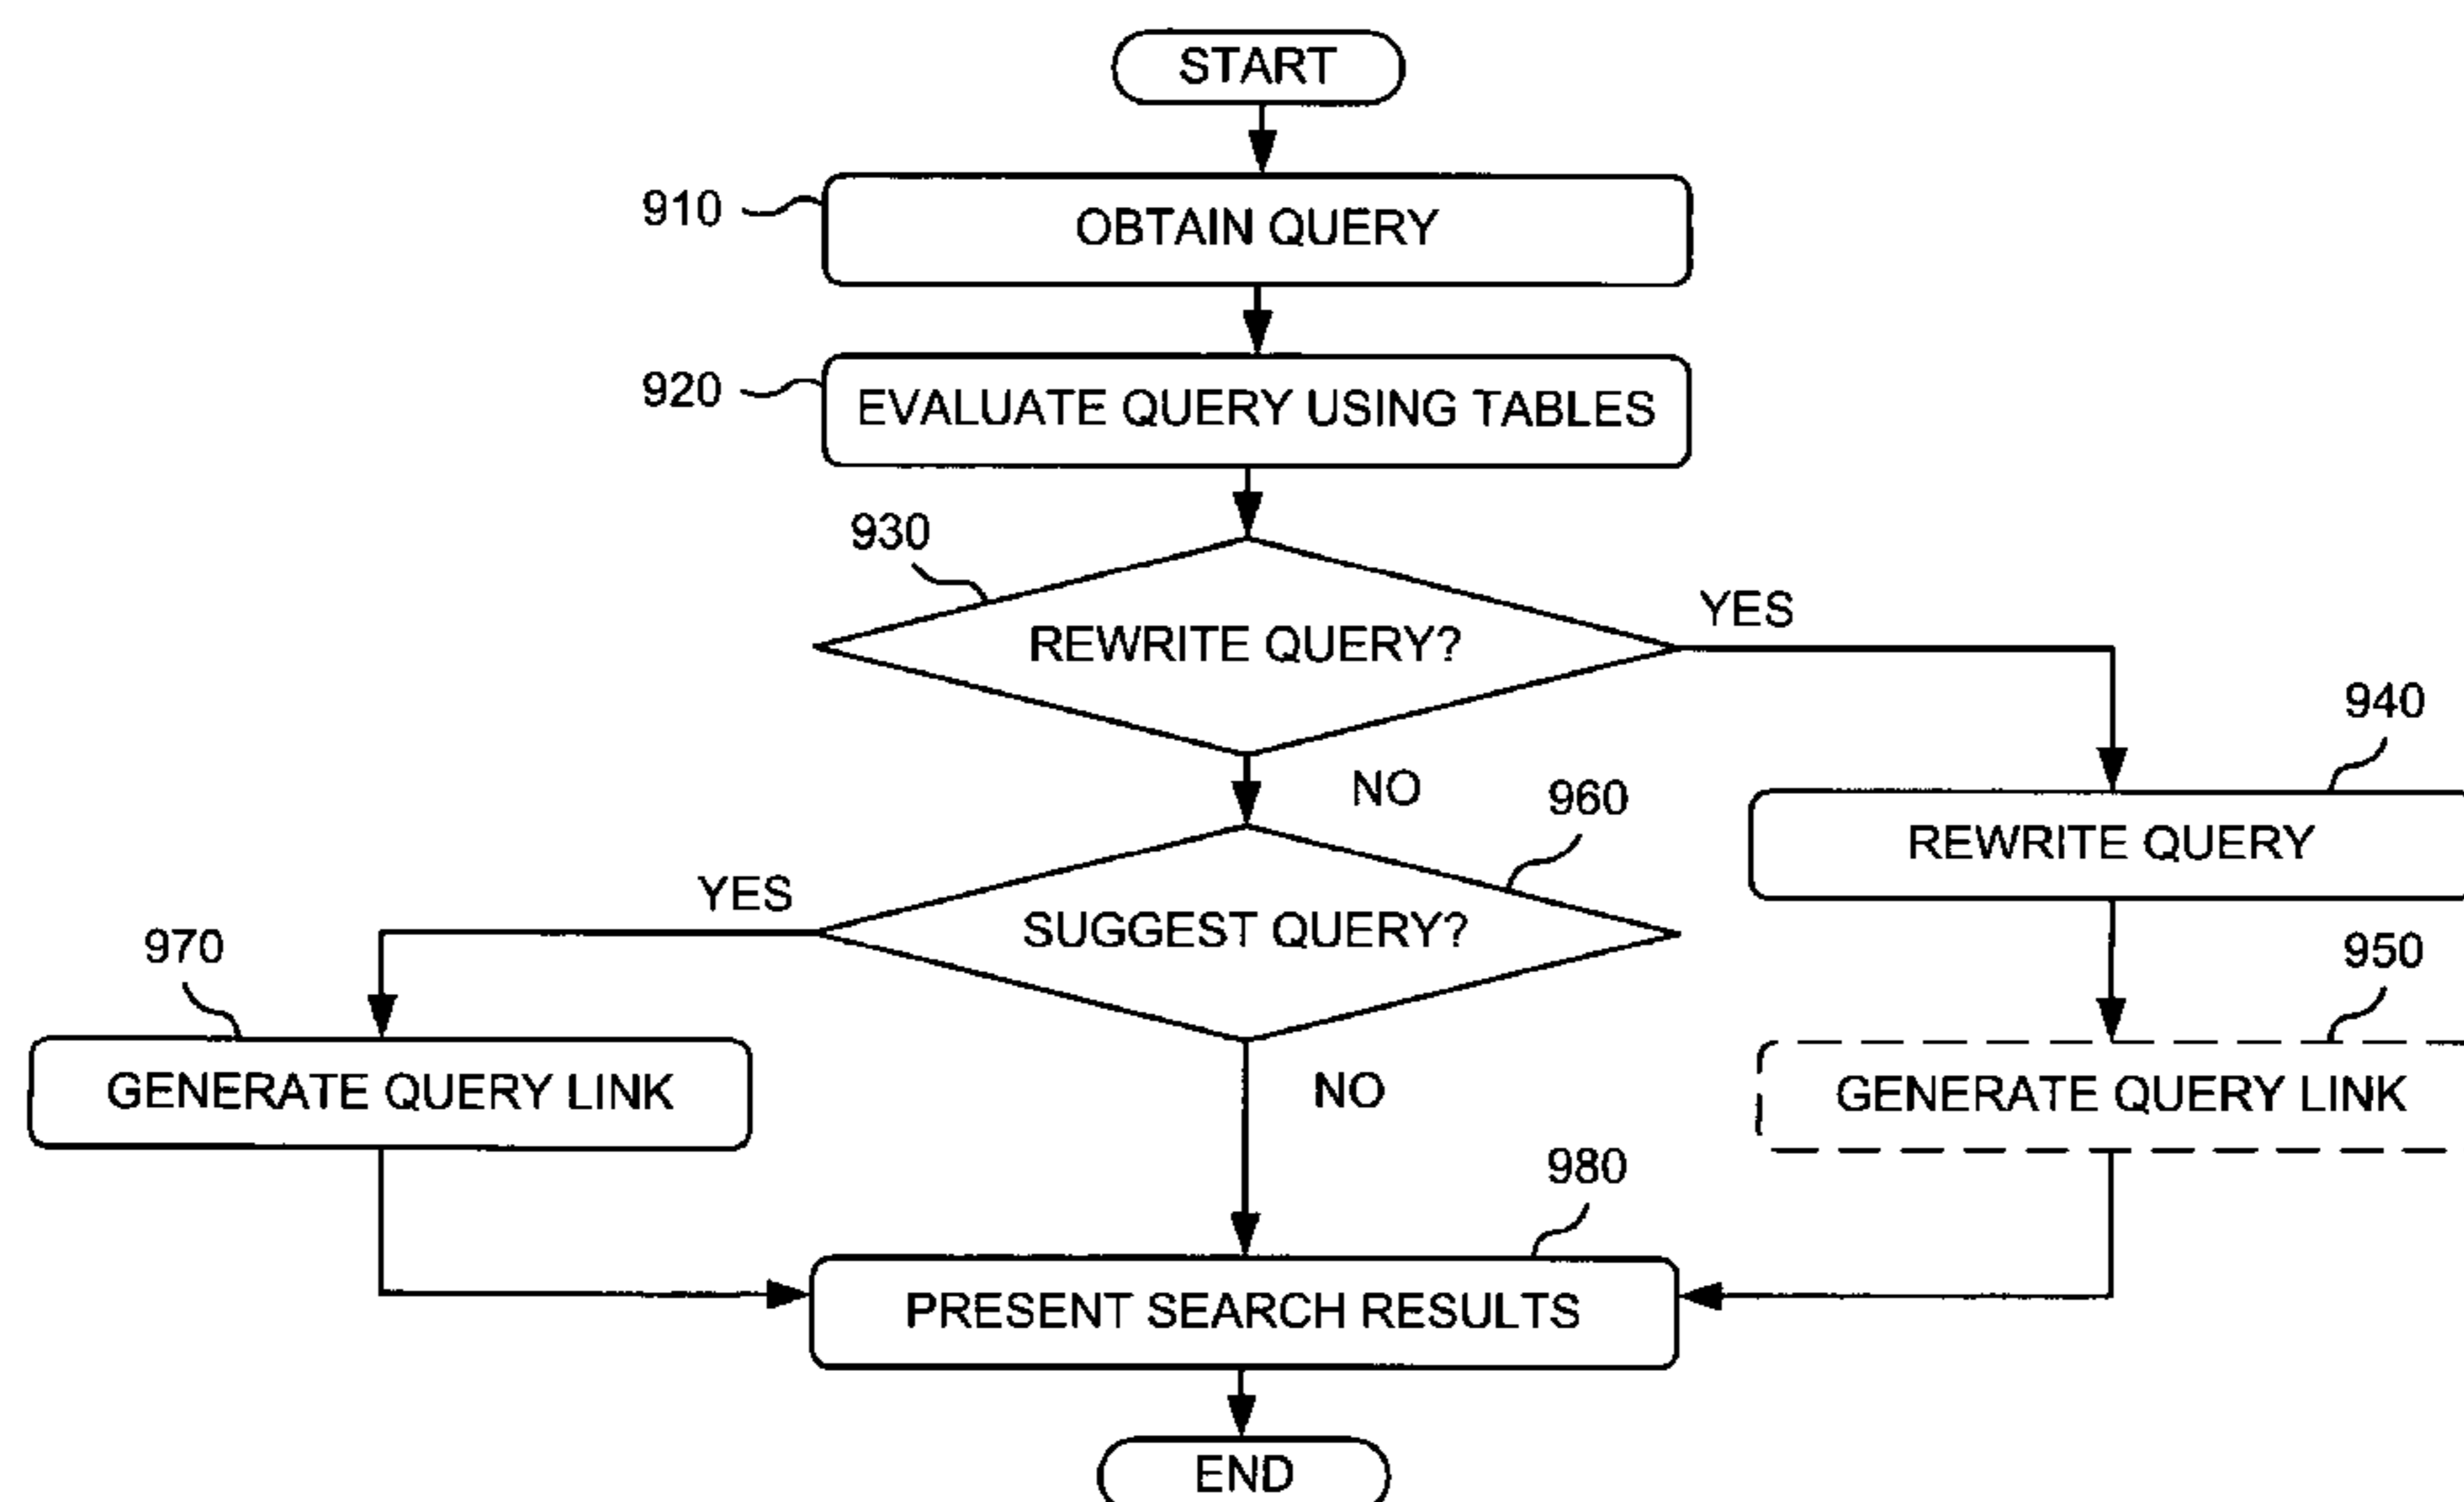 START
910
OBTAIN QUERY
920
EVALUATE QUERY USING TABLES
930
REWRITE QUERY?
YES
940
REWRITE QUERY
NO
960
SUGGEST QUERY?
YES
970
GENERATE QUERY LINK
950
GENERATE QUERY LINK
NO
980
PRESENT SEARCH RESULTS
END